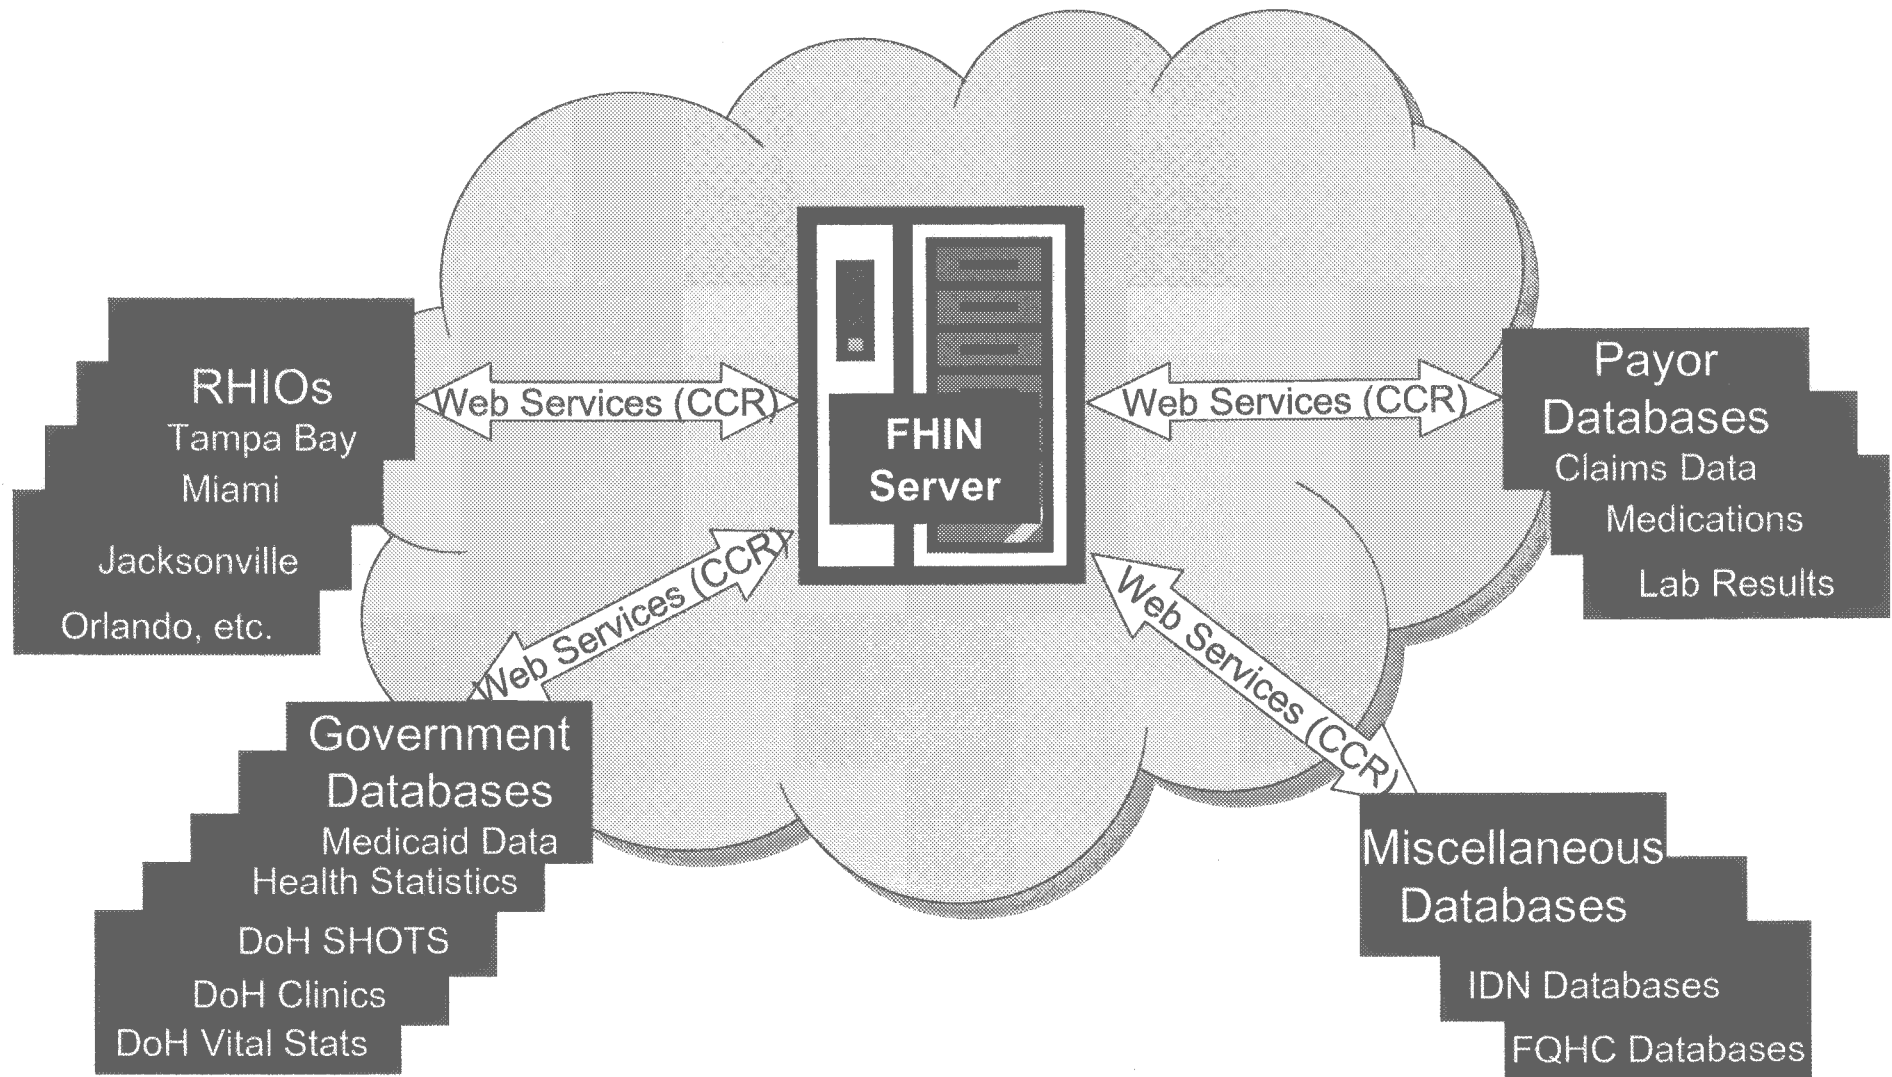 RHIOs
Tampa Bay
Miami
Jacksonville
Orlando, etc.
Web Services (CCR)
FHIN
Server
Web Services (CCR)
Payor
Databases
Claims Data
Medications
Lab Results
Web Services (CCR)
Government
Databases
Medicaid Data
Health Statistics
DoH SHOTS
DoH Clinics
DoH Vital Stats
Web Services (CCR)
Miscellaneous
Databases
IDN Databases
FQHC Databases